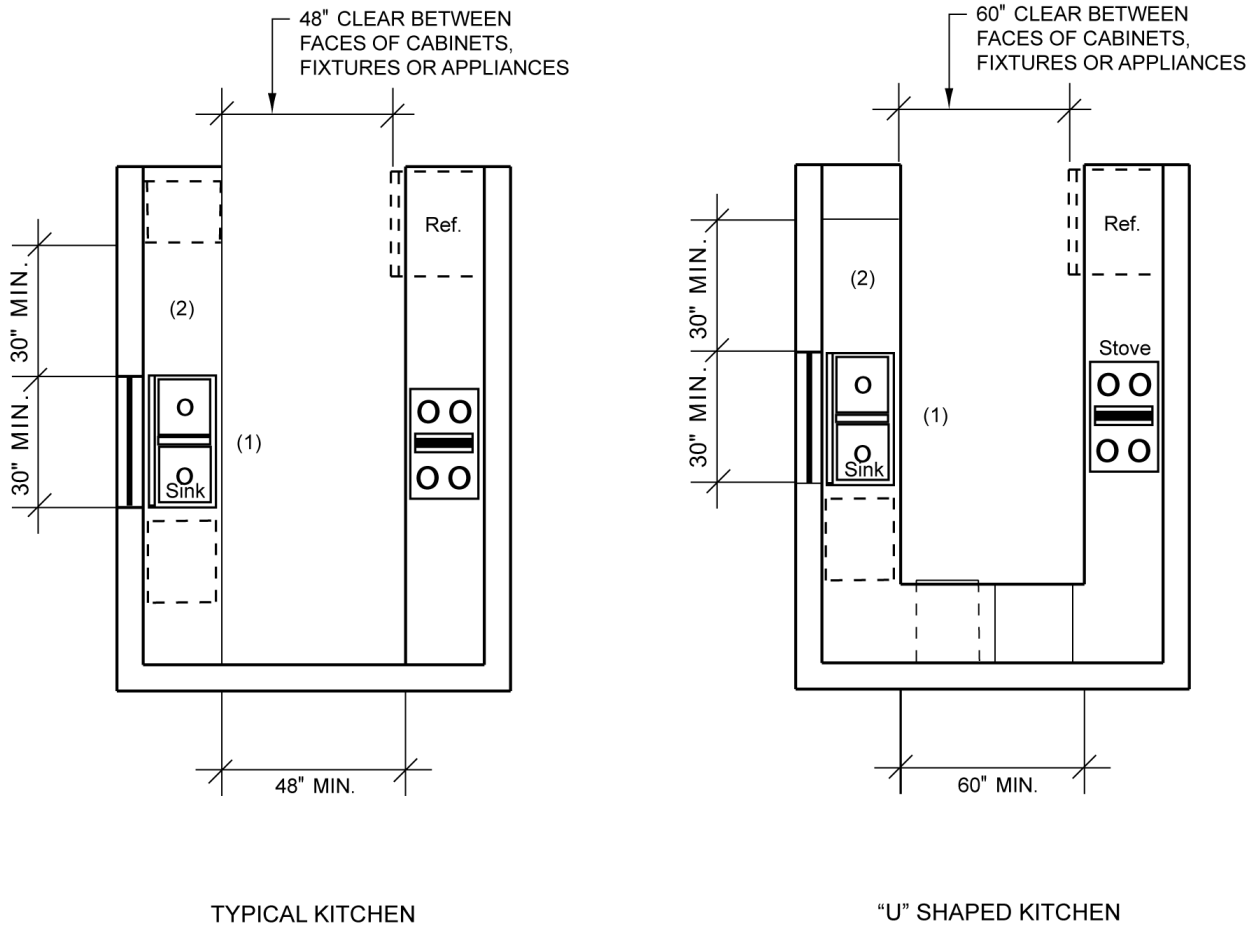 48" CLEAR BETWEEN
FACES OF CABINETS,
FIXTURES OR APPLIANCES
Ref.
30" MIN.
(2)
30" MIN.
(1)
Sink
48" MIN.
TYPICAL KITCHEN
60" CLEAR BETWEEN
FACES OF CABINETS,
FIXTURES OR APPLIANCES
Ref.
30" MIN.
(2)
Stove
30" MIN.
(1)
Sink
60" MIN.
“U” SHAPED KITCHEN